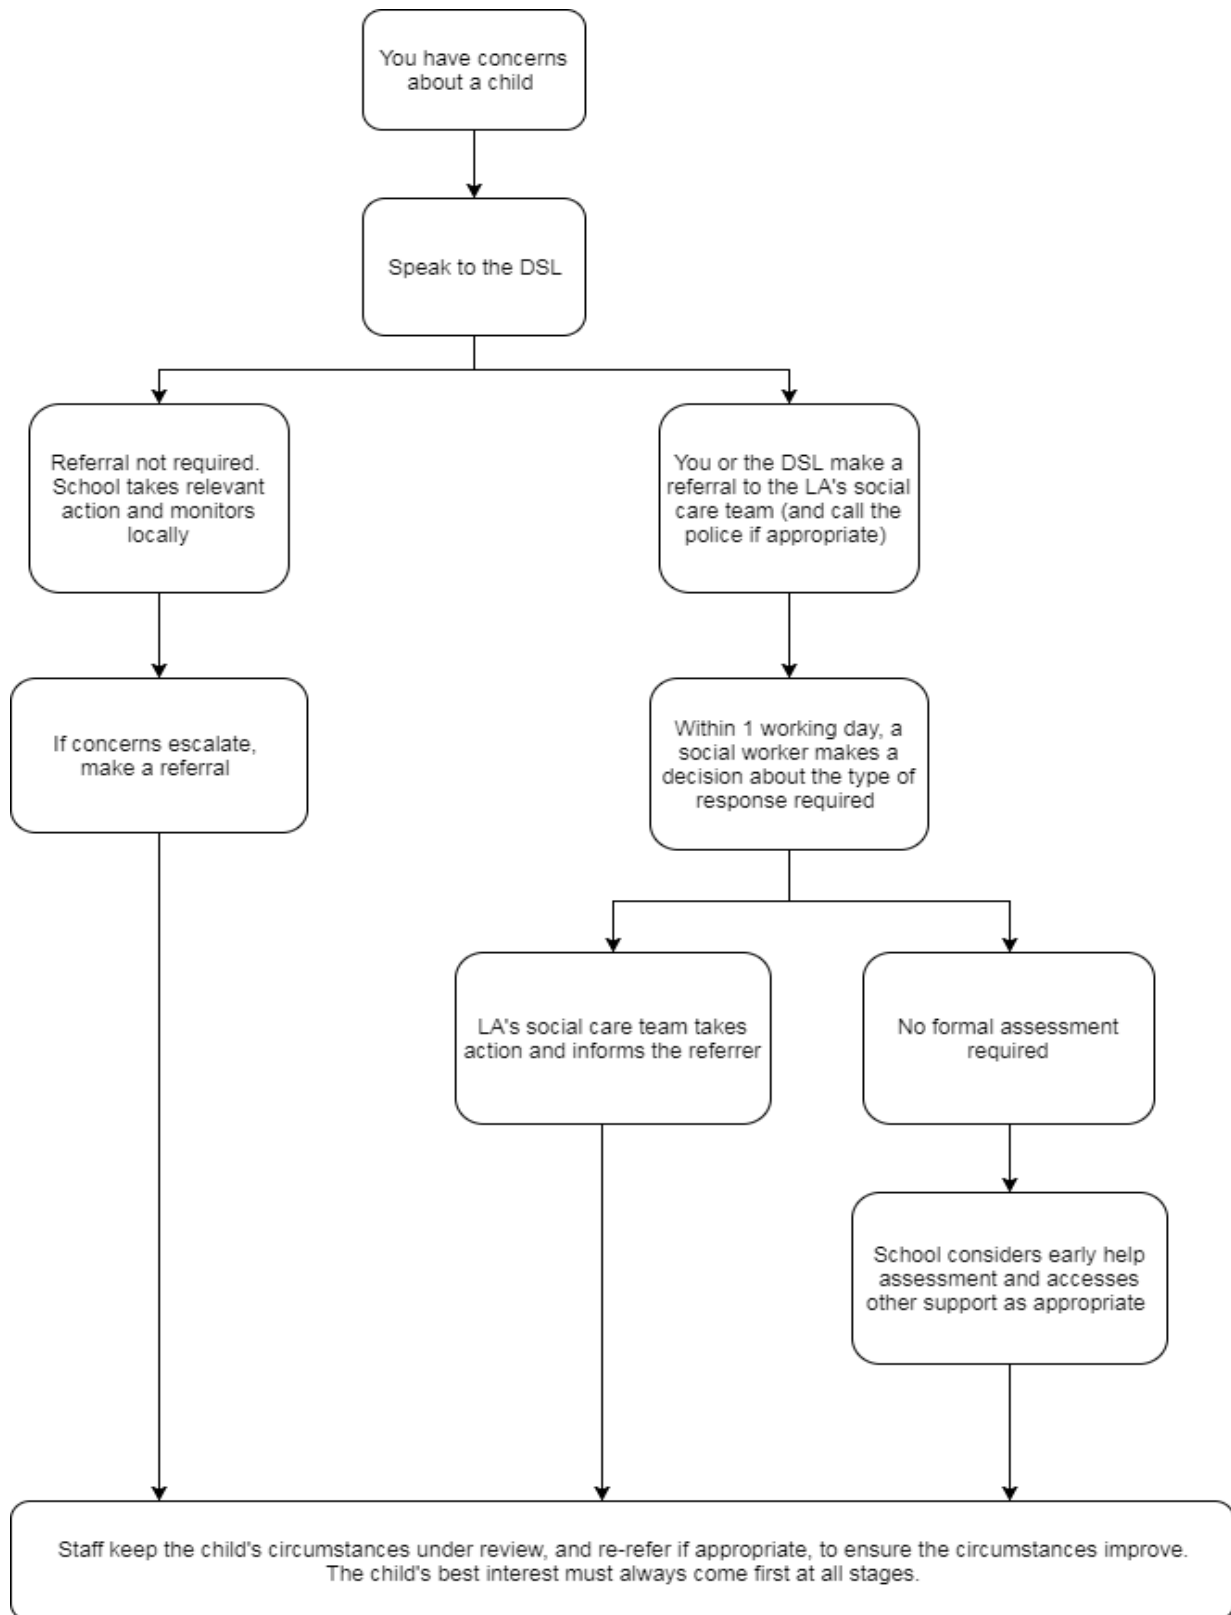 You have concerns
about a child
Speak to the DSL
Referral not required.
School takes relevant
action and monitors
locally
You or the DSL make a
referral to the LA's social
care team (and call the
police if appropriate)
If concerns escalate,
make a referral
Within 1 working day, a
social worker makes a
decision about the type of
response required
LA's social care team takes
action and informs the referrer
No formal assessment
required
School considers early help
assessment and accesses
other support as appropriate
Staff keep the child's circumstances under review, and re-refer if appropriate, to ensure the circumstances improve.
The child's best interest must always come first at all stages.